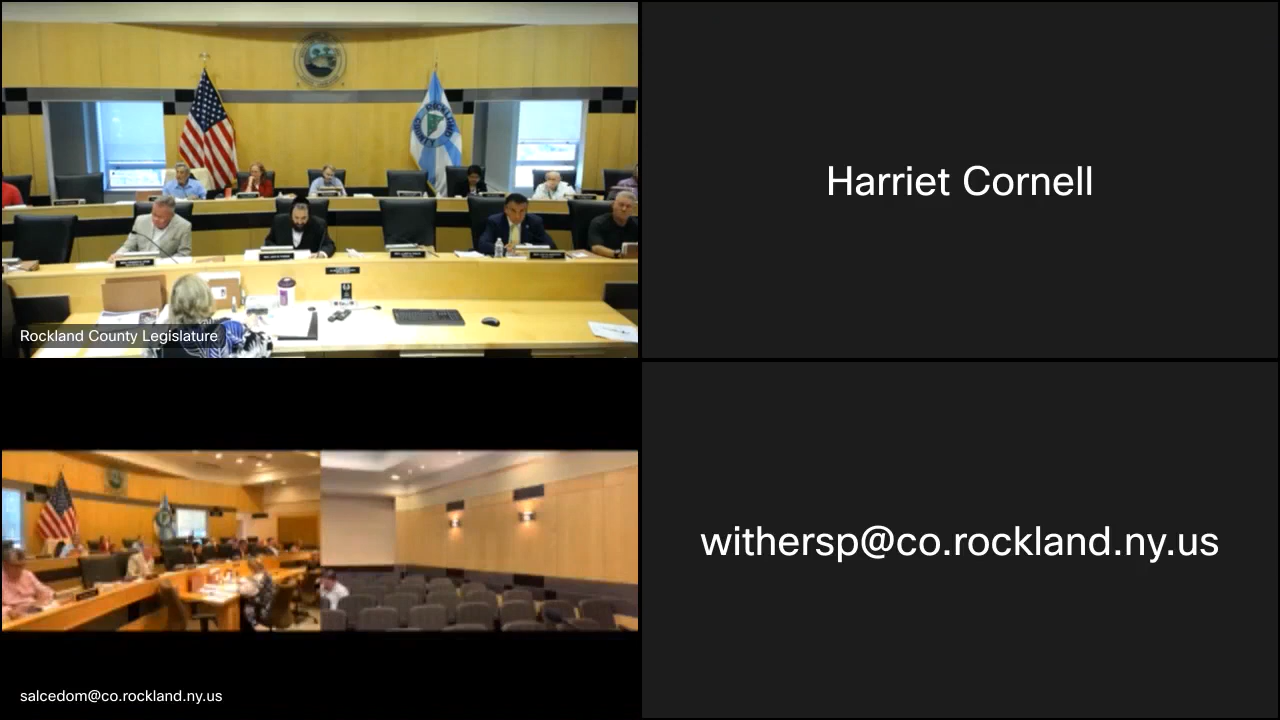 Rockland County Legislature
Harriet Cornell
salcedom@co.rockland.ny.us
withersp@co.rockland.ny.us